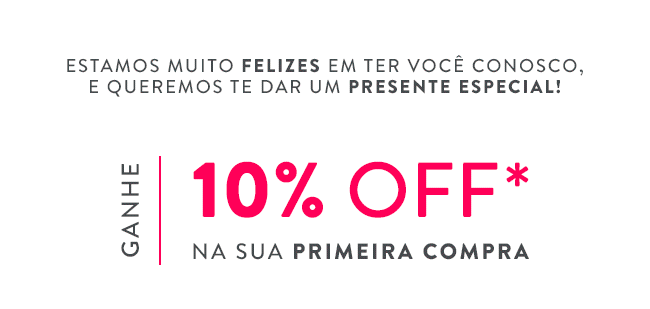 ESTAMOS MUITO FELIZES EM TER VOCÊ CONOSCO,
E QUEREMOS TE DAR UM PRESENTE ESPECIAL!
GANHE
10% OFF*
NA SUA PRIMEIRA COMPRA